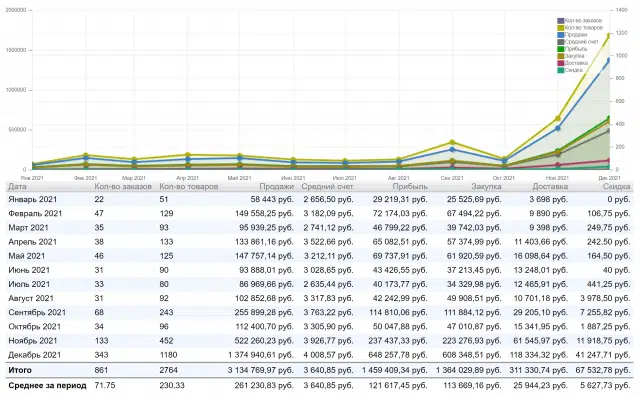 2000000
1500000
1000000
500000
0
1400
1200
1000
800
600
400
200
0
Кол-во заказов
Кол-во товаров
Продажи
Средний счет
Прибыль
Закупка
Доставка
Скидка
Янв 2021 Фев 2021 Мар 2021 Апр 2021 Май 2021 Июн 2021 Июл 2021 Авг 2021 Сен 2021 Окт 2021 Ноя 2021 Дек 2021
Дата Кол-во заказов Кол-во товаров Продажи Средний счет Прибыль Закупка Доставка Скидка
Январь 2021 22 51 58 443 руб. 2 656,50 руб. 29 219,31 руб. 25 525,69 руб. 3 698 руб. 0 руб.
Февраль 2021 47 129 149 558,25 руб. 3 182,09 руб. 72 174,03 руб. 67 494,22 руб. 9 890 руб. 106,75 руб.
Март 2021 35 93 95 939,25 руб. 2 741,12 руб. 46 799,22 руб. 39 742,03 руб. 9 398 руб. 249,75 руб.
Апрель 2021 38 133 133 861,16 руб. 3 522,66 руб. 65 082,51 руб. 57 374,99 руб. 11 403,66 руб. 242,50 руб.
Май 2021 46 125 147 757,14 руб. 3 212,11 руб. 69 737,91 руб. 61 920,59 руб. 16 098,64 руб. 164,50 руб.
Июнь 2021 31 90 93 888,01 руб. 3 028,65 руб. 43 426,55 руб. 37 213,45 руб. 13 248,01 руб. 40 руб.
Июль 2021 33 80 86 969,66 руб. 2 635,44 руб. 40 173,77 руб. 34 329,98 руб. 12 465,91 руб. 441,25 руб.
Август 2021 31 92 102 852,68 руб. 3 317,83 руб. 42 242,99 руб. 49 908,51 руб. 10 701,18 руб. 3 978,50 руб.
Сентябрь 2021 68 243 255 899,28 руб. 3 763,22 руб. 114 810,06 руб. 111 884,12 руб. 29 205,10 руб. 7 255,82 руб.
Октябрь 2021 34 96 112 400,70 руб. 3 305,90 руб. 50 047,88 руб. 47 010,87 руб. 15 341,95 руб. 1 887,25 руб.
Ноябрь 2021 133 452 522 260,23 руб. 3 926,77 руб. 237 437,33 руб. 223 276,93 руб. 61 545,97 руб. 11 918,75 руб.
Декабрь 2021 343 1180 1 374 940,61 руб. 4 008,57 руб. 648 257,78 руб. 608 348,51 руб. 118 334,32 руб. 41 247,71 руб.
Итого 861 2764 3 134 769,97 руб. 3 640,85 руб. 1 459 409,34 руб. 1 364 029,89 руб. 311 330,74 руб. 67 532,78 руб.
Среднее за период 71.75 230.33 261 230,83 руб. 3 640,85 руб. 121 617,45 руб. 113 669,16 руб. 25 944,23 руб. 5 627,73 руб.